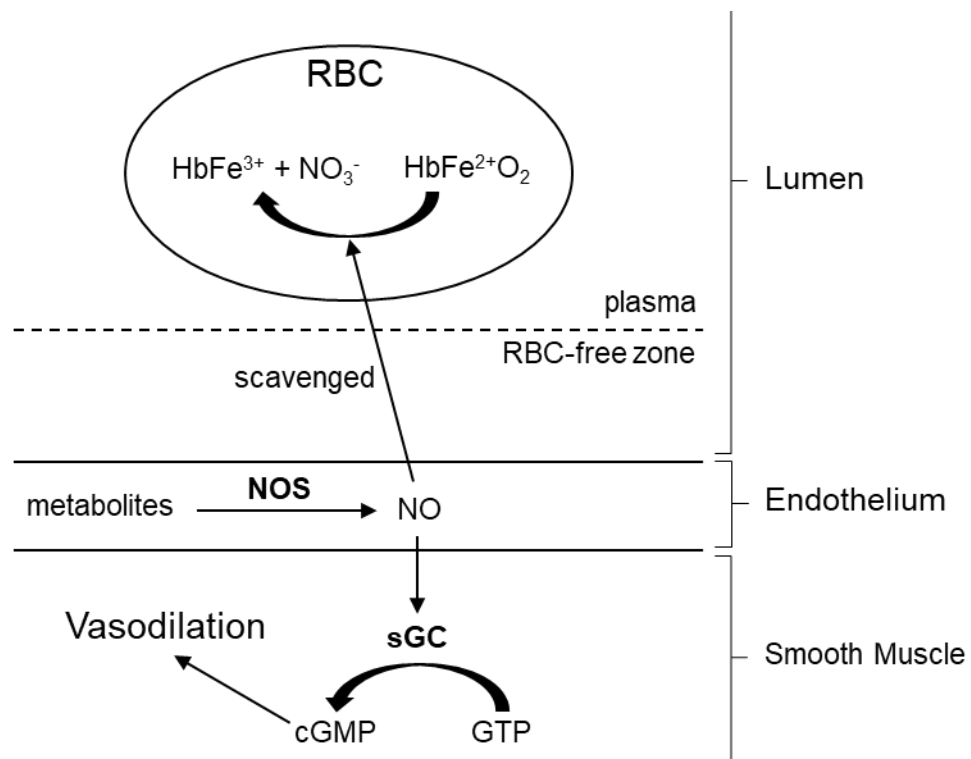 RBC
HbFe³⁺ + NO₃⁻ HbFe²⁺O₂
Lumen
plasma
RBC-free zone
scavenged
metabolites NOS NO
Endothelium
Vasodilation
sGC
Smooth Muscle
cGMP GTP